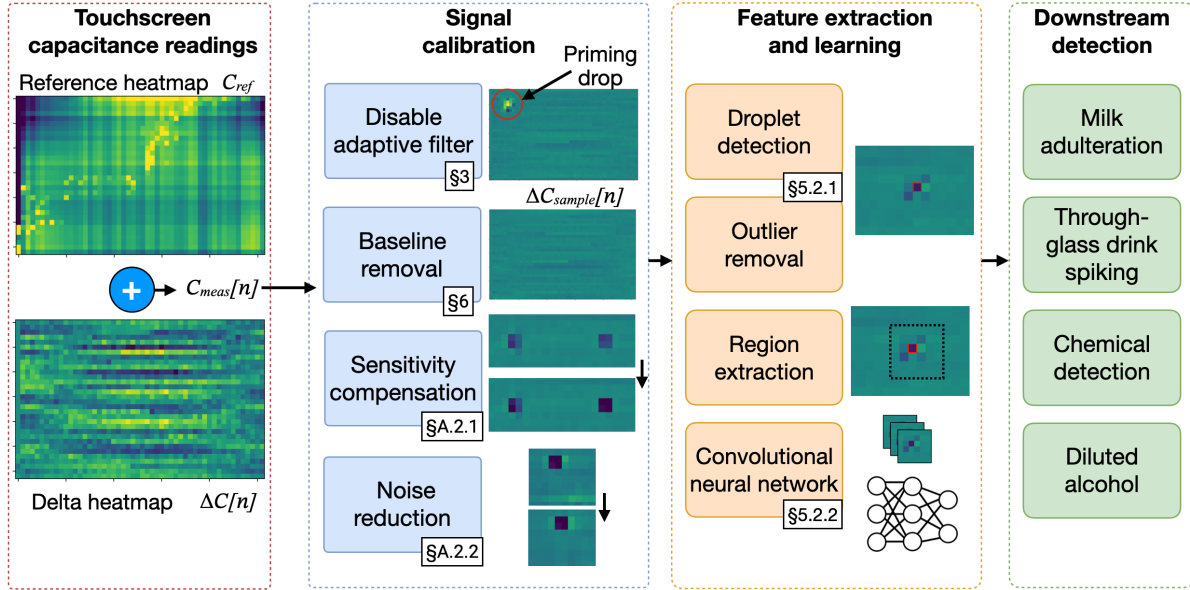 Touchscreen
capacitance readings
Reference heatmap C_ref
+
C_meas[n]
Delta heatmap ΔC[n]
Signal
calibration
Priming
drop
Disable
adaptive filter
§3
ΔC_sample[n]
Baseline
removal
§6
Sensitivity
compensation
§A.2.1
Noise
reduction
§A.2.2
Feature extraction
and learning
Droplet
detection
§5.2.1
Outlier
removal
Region
extraction
Convolutional
neural network
§5.2.2
Downstream
detection
Milk
adulteration
Through-
glass drink
spiking
Chemical
detection
Diluted
alcohol